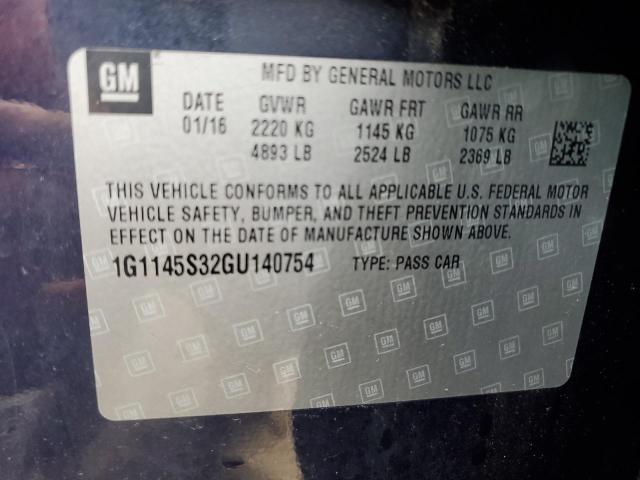 GM
MFD BY GENERAL MOTORS LLC
DATE GVWR GAWR FRT GAWR RR
01/16 2220 KG 1145 KG 1075 KG
4893 LB 2524 LB 2369 LB
THIS VEHICLE CONFORMS TO ALL APPLICABLE U.S. FEDERAL MOTOR
VEHICLE SAFETY, BUMPER, AND THEFT PREVENTION STANDARDS IN
EFFECT ON THE DATE OF MANUFACTURE SHOWN ABOVE.
1G1145S32GU140754 TYPE: PASS CAR